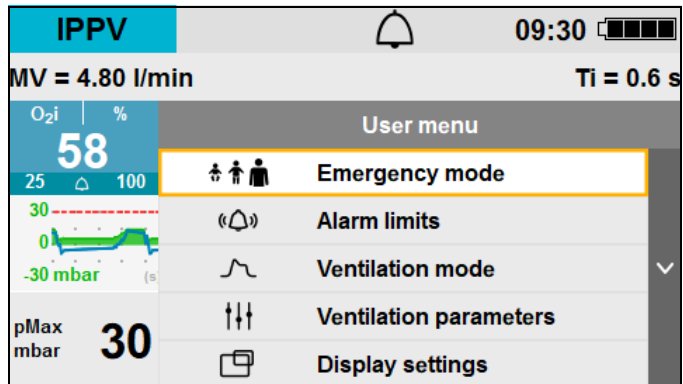 IPPV 09:30
MV = 4.80 l/min Ti = 0.6 s
O₂i %
58
25 100
User menu
Emergency mode
Alarm limits
Ventilation mode
Ventilation parameters
Display settings
30
0
-30 mbar (s)
pMax
mbar
30